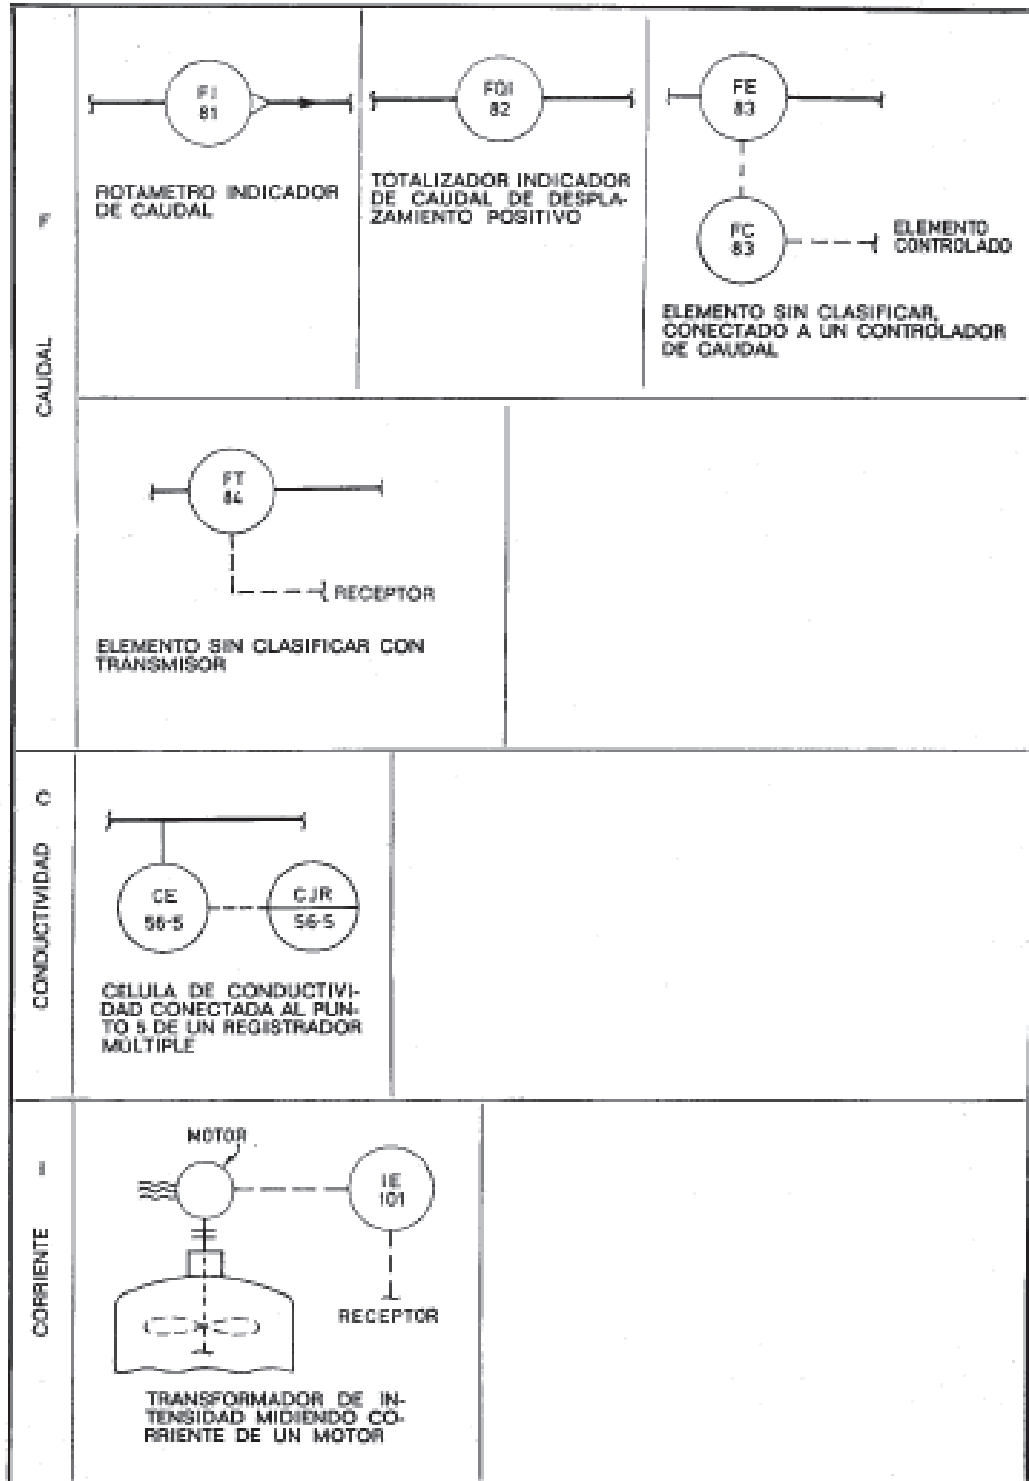 F
CAUDAL
FI
81
ROTAMETRO INDICADOR
DE CAUDAL
FQI
82
TOTALIZADOR INDICADOR
DE CAUDAL DE DESPLA-
ZAMIENTO POSITIVO
FE
83
FC
83
ELEMENTO
CONTROLADO
ELEMENTO SIN CLASIFICAR,
CONECTADO A UN CONTROLADOR
DE CAUDAL
FT
84
RECEPTOR
ELEMENTO SIN CLASIFICAR CON
TRANSMISOR
C
CONDUCTIVIDAD
CE
56-5
CJR
56-5
CELULA DE CONDUCTIVI-
DAD CONECTADA AL PUN-
TO 5 DE UN REGISTRADOR
MÚLTIPLE
I
CORRIENTE
MOTOR
IE
101
RECEPTOR
TRANSFORMADOR DE IN-
TENSIDAD MIDIENDO CO-
RRIENTE DE UN MOTOR